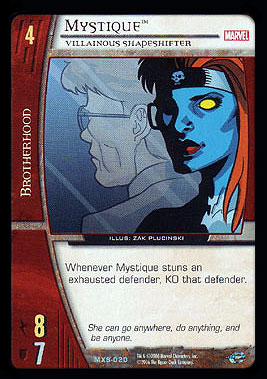 4
MYSTIQUE™
VILLAINOUS SHAPESHIFTER
MARVEL
BROTHERHOOD
ILLUS: ZAK PLUCINSKI
Whenever Mystique stuns an
exhausted defender, KO that defender.
8
7
She can go anywhere, do anything, and
be anyone.
MXB-020